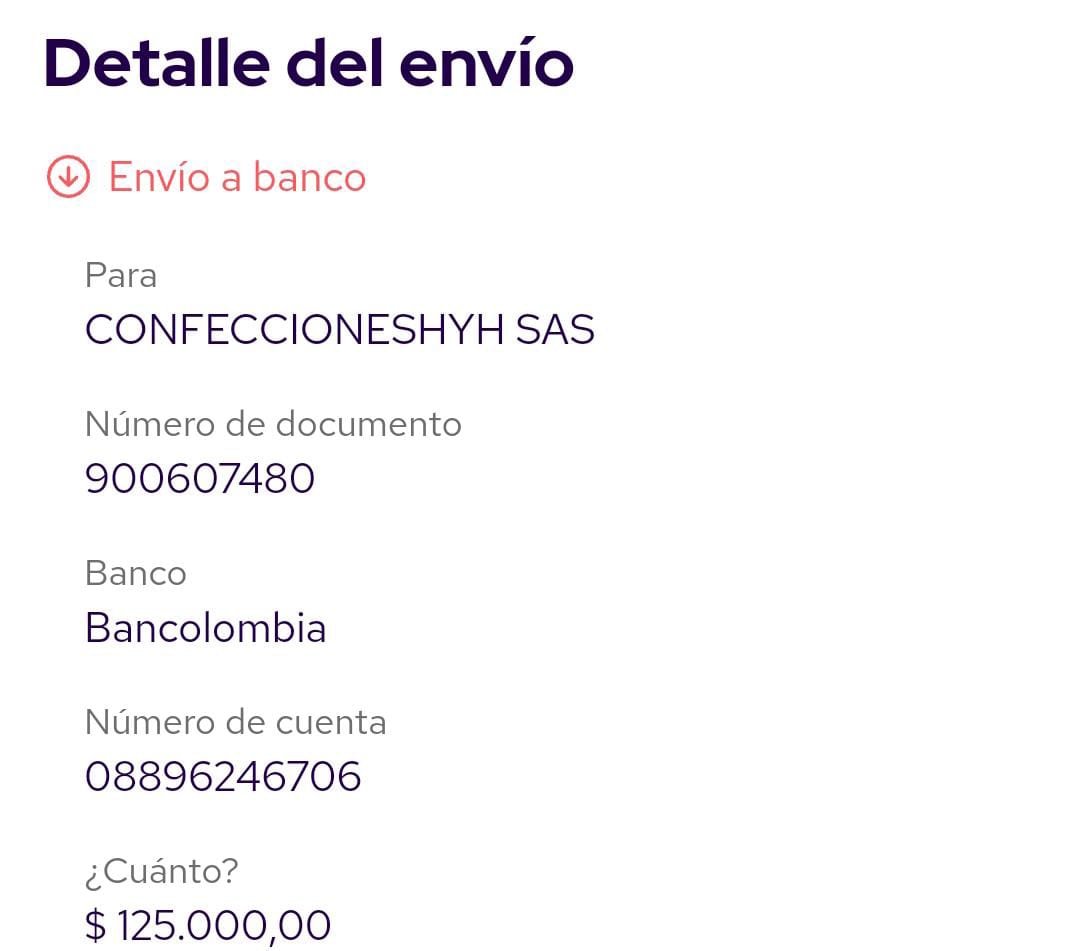 Detalle del envío
Envío a banco
Para
CONFECCIONESHYH SAS
Número de documento
900607480
Banco
Bancolombia
Número de cuenta
08896246706
¿Cuánto?
$ 125.000,00